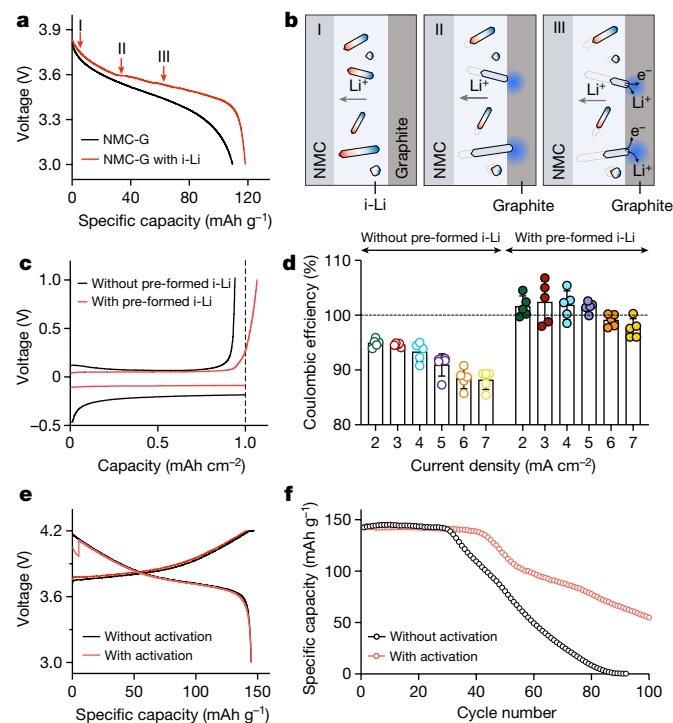 a
3.9
3.6
3.3
3.0
Voltage (V)
I
II
III
NMC-G
NMC-G with i-Li
0 30 60 90 120
Specific capacity (mAh g⁻¹)
b
I
II
III
Li⁺
Li⁺
Li⁺
e⁻
Li⁺
e⁻
Li⁺
NMC
Graphite
NMC
NMC
i-Li
Graphite
Graphite
c
Without pre-formed i-Li
With pre-formed i-Li
1.0
0.5
0
−0.5
Voltage (V)
0 0.5 1.0
Capacity (mAh cm⁻²)
d
Without pre-formed i-Li
With pre-formed i-Li
110
100
90
80
Coulombic effciency (%)
2 3 4 5 6 7 2 3 4 5 6 7
Current density (mA cm⁻²)
e
4.2
3.6
3.0
Voltage (V)
Without activation
With activation
0 50 100 150
Specific capacity (mAh g⁻¹)
f
150
100
50
0
Specific capacity (mAh g⁻¹)
Without activation
With activation
0 20 40 60 80 100
Cycle number